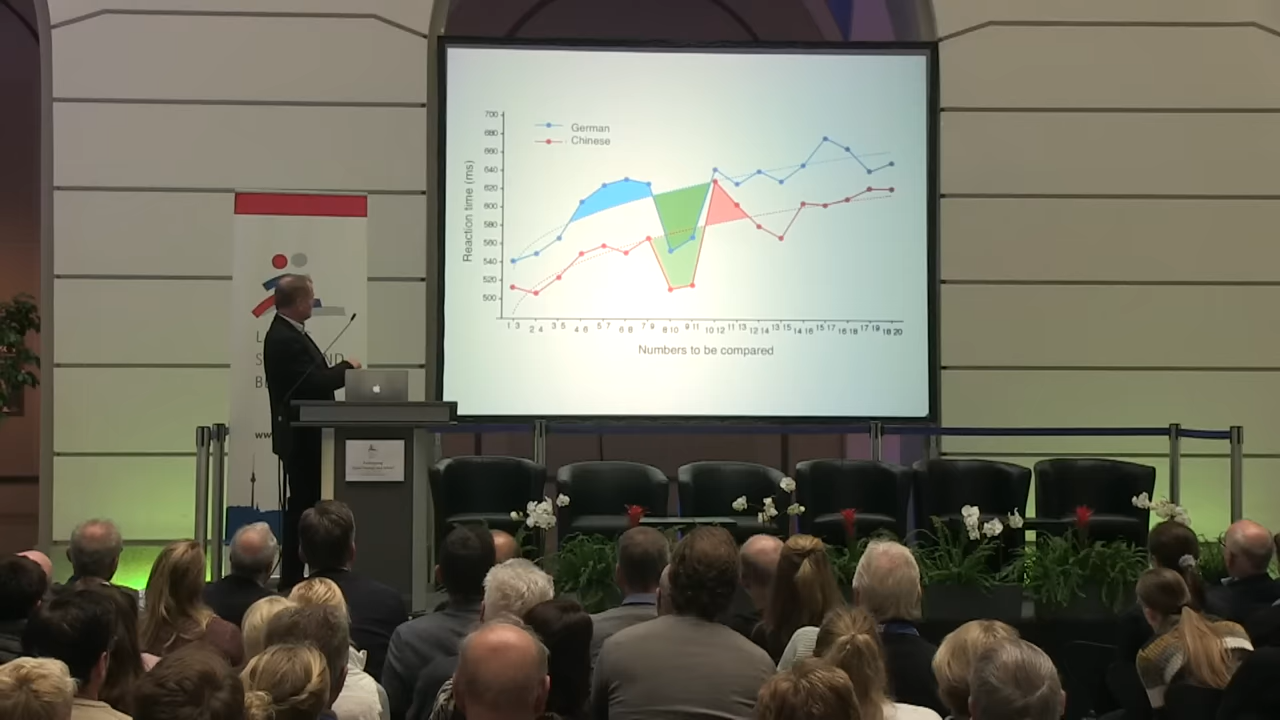 700
680
660
640
620
600
580
560
540
520
500
Reaction time (ms)
German
Chinese
1 3 2 4 3 5 4 6 5 7 6 8 7 9 8 10 9 11 10 12 11 13 12 14 13 15 14 16 15 17 16 18 17 19 18 20
Numbers to be compared
L
S ND
B
ww